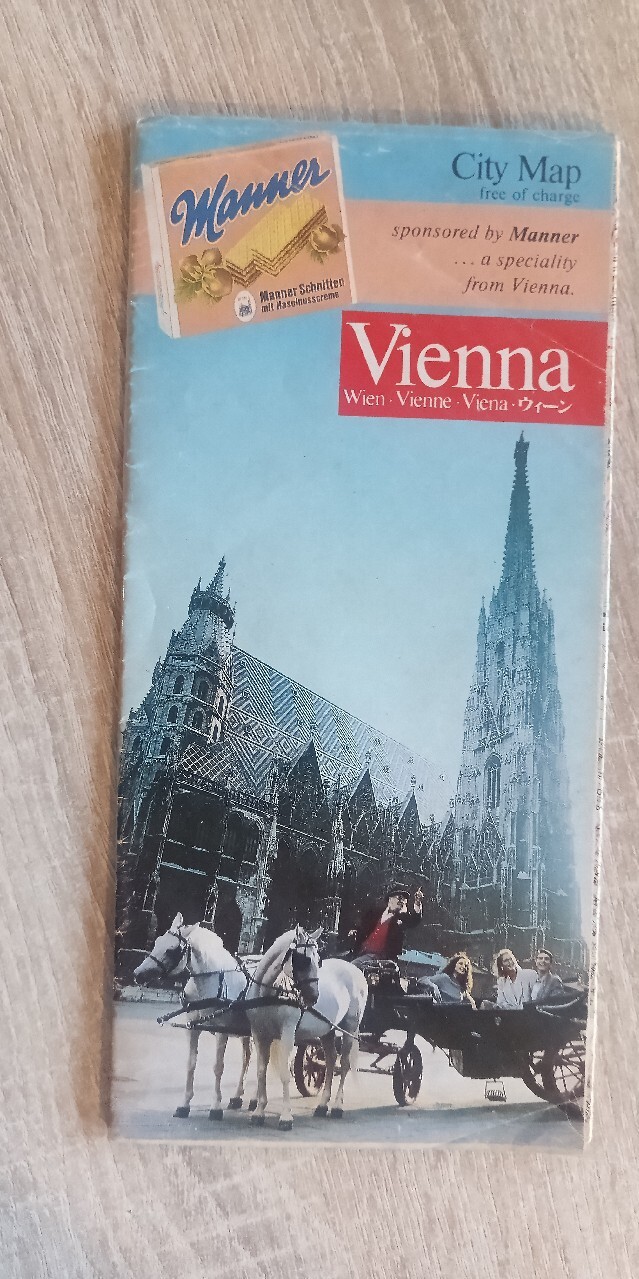 Manner
Manner Schnitten
mit Haselnusscreme
City Map
free of charge
sponsored by Manner
... a speciality
from Vienna.
Vienna
Wien · Vienne · Viena · ウィーン